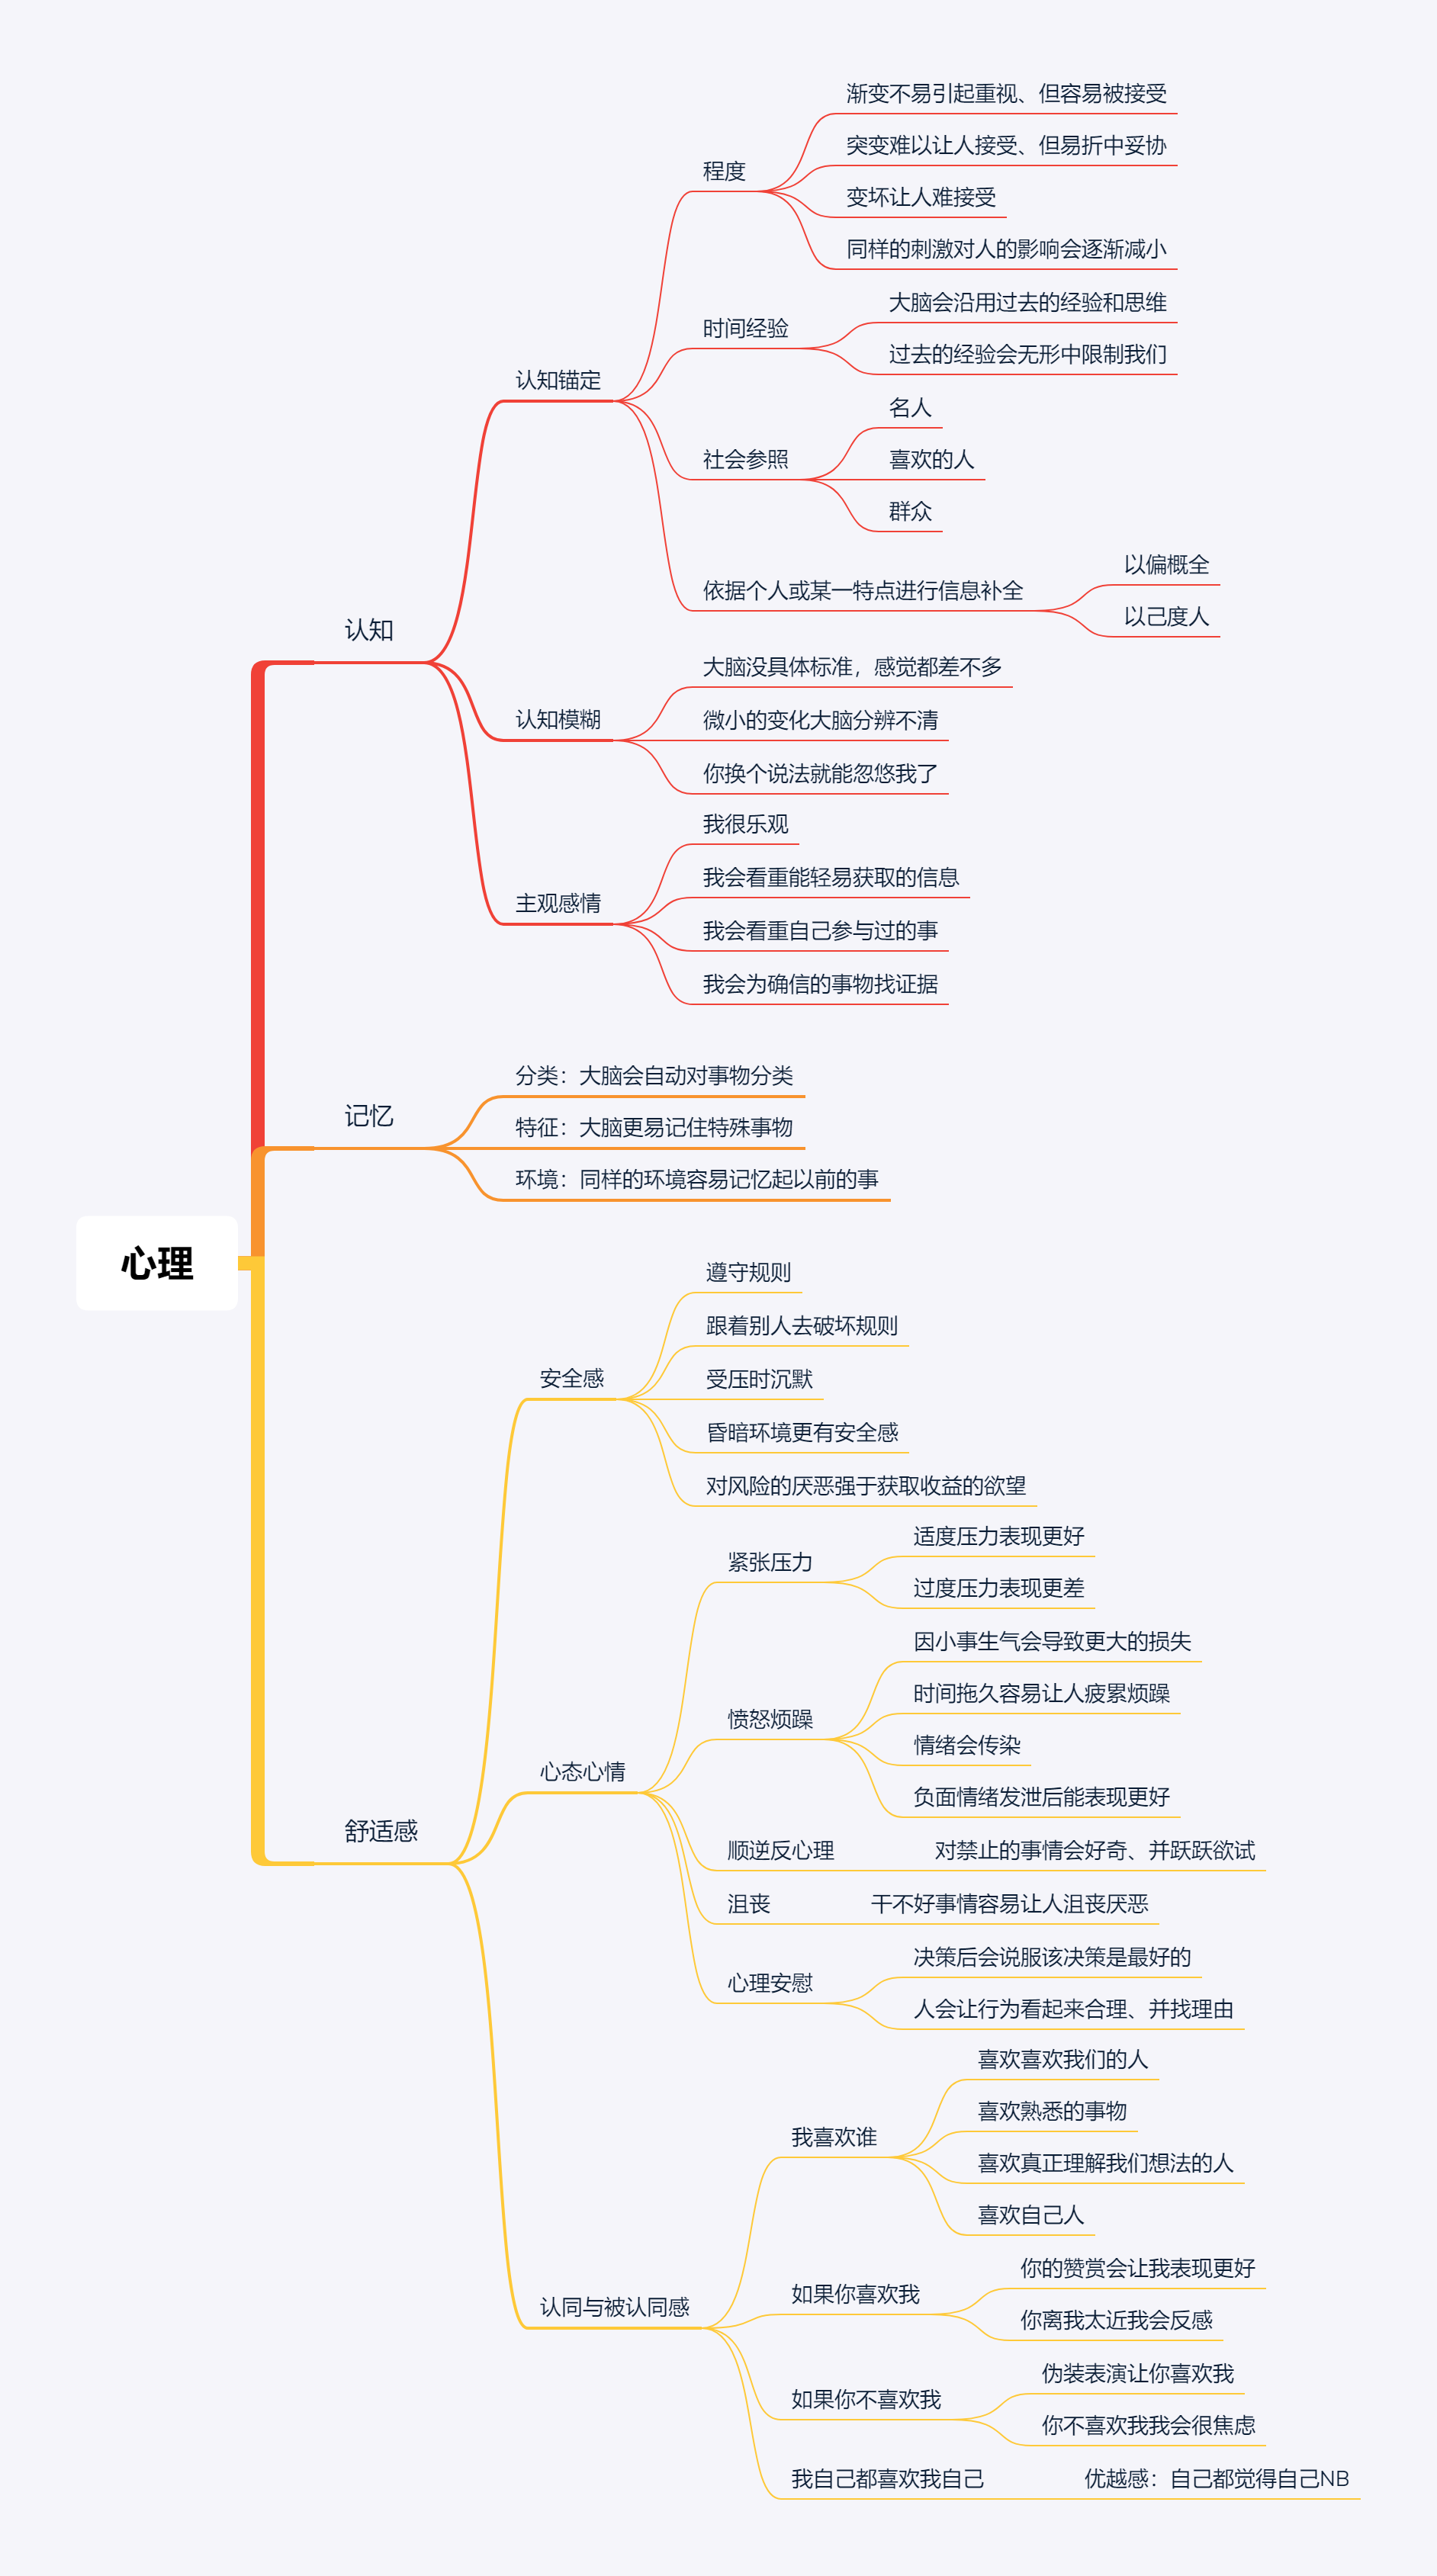 心理
认知
认知锚定
程度
渐变不易引起重视、但容易被接受
突变难以让人接受、但易折中妥协
变坏让人难接受
同样的刺激对人的影响会逐渐减小
时间经验
大脑会沿用过去的经验和思维
过去的经验会无形中限制我们
社会参照
名人
喜欢的人
群众
依据个人或某一特点进行信息补全
以偏概全
以己度人
认知模糊
大脑没具体标准，感觉都差不多
微小的变化大脑分辨不清
你换个说法就能忽悠我了
主观感情
我很乐观
我会看重能轻易获取的信息
我会看重自己参与过的事
我会为确信的事物找证据
记忆
分类：大脑会自动对事物分类
特征：大脑更易记住特殊事物
环境：同样的环境容易记忆起以前的事
舒适感
安全感
遵守规则
跟着别人去破坏规则
受压时沉默
昏暗环境更有安全感
对风险的厌恶强于获取收益的欲望
心态心情
紧张压力
适度压力表现更好
过度压力表现更差
愤怒烦躁
因小事生气会导致更大的损失
时间拖久容易让人疲累烦躁
情绪会传染
负面情绪发泄后能表现更好
顺逆反心理
对禁止的事情会好奇、并跃跃欲试
沮丧
干不好事情容易让人沮丧厌恶
心理安慰
决策后会说服该决策是最好的
人会让行为看起来合理、并找理由
认同与被认同感
我喜欢谁
喜欢喜欢我们的人
喜欢熟悉的事物
喜欢真正理解我们想法的人
喜欢自己人
如果你喜欢我
你的赞赏会让我表现更好
你离我太近我会反感
如果你不喜欢我
伪装表演让你喜欢我
你不喜欢我我会很焦虑
我自己都喜欢我自己
优越感：自己都觉得自己NB